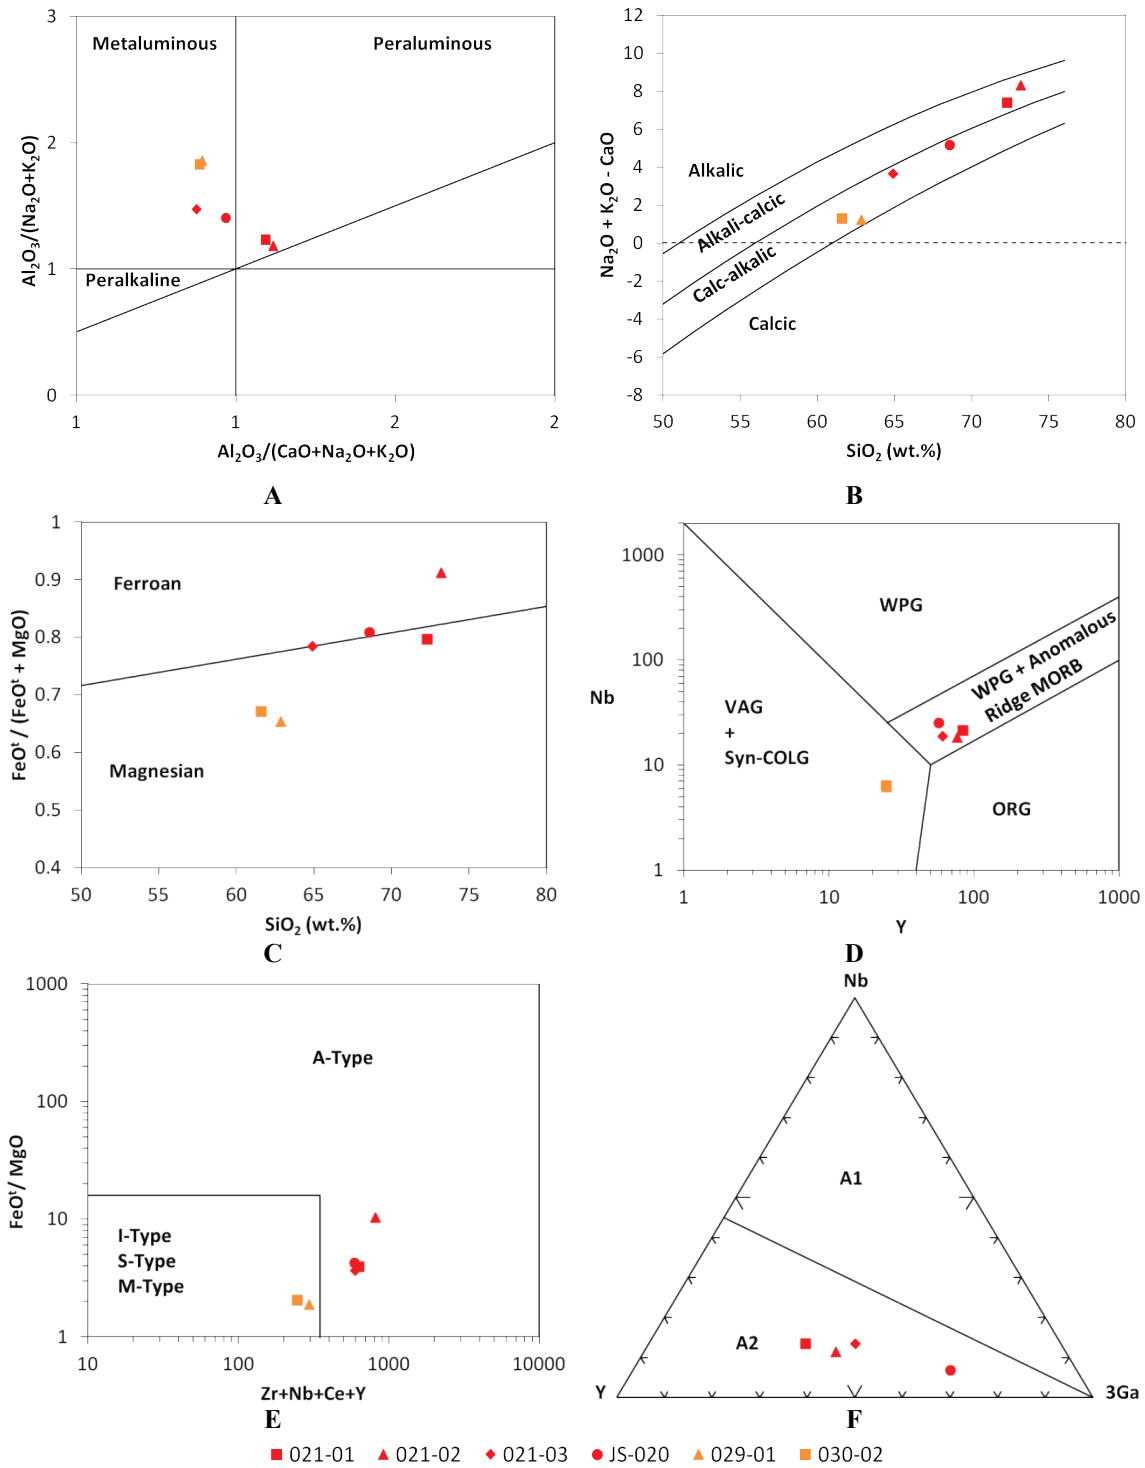 3
2
1
0
Metaluminous
Peraluminous
Peralkaline
Al₂O₃/(Na₂O+K₂O)
1 1 2 2
Al₂O₃/(CaO+Na₂O+K₂O)
A
12
10
8
6
4
2
0
-2
-4
-6
-8
Alkalic
Alkali-calcic
Calc-alkalic
Calcic
Na₂O + K₂O - CaO
50 55 60 65 70 75 80
SiO₂ (wt.%)
B
1
0.9
0.8
0.7
0.6
0.5
0.4
Ferroan
Magnesian
FeOᵗ / (FeOᵗ + MgO)
50 55 60 65 70 75 80
SiO₂ (wt.%)
C
1000
100
10
1
Nb
WPG
WPG + Anomalous
Ridge MORB
VAG
+
Syn-COLG
ORG
1 10 100 1000
Y
D
1000
100
10
1
A-Type
I-Type
S-Type
M-Type
FeOᵗ/ MgO
10 100 1000 10000
Zr+Nb+Ce+Y
E
Nb
A1
A2
Y
3Ga
F
021-01 021-02 021-03 JS-020 029-01 030-02